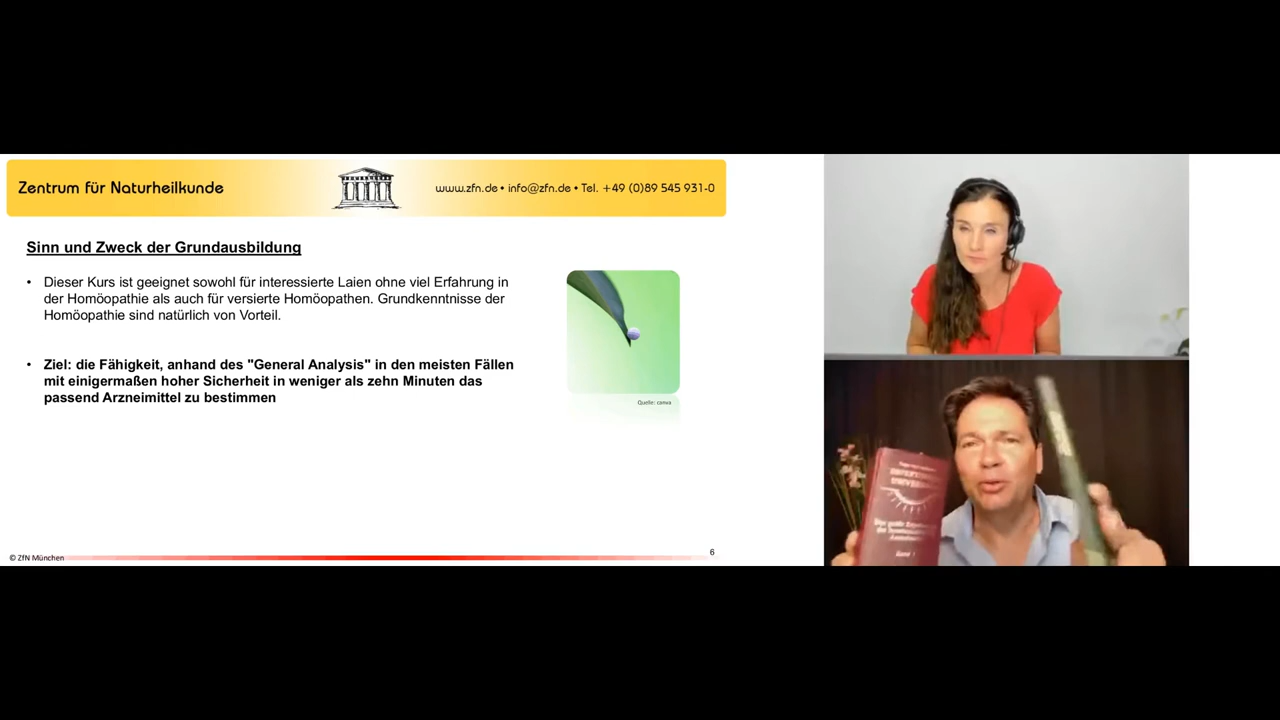 Zentrum für Naturheilkunde
www.zfn.de • info@zfn.de • Tel. +49 (0)89 545 931-0
Sinn und Zweck der Grundausbildung
• Dieser Kurs ist geeignet sowohl für interessierte Laien ohne viel Erfahrung in
der Homöopathie als auch für versierte Homöopathen. Grundkenntnisse der
Homöopathie sind natürlich von Vorteil.
• Ziel: die Fähigkeit, anhand des "General Analysis" in den meisten Fällen
mit einigermaßen hoher Sicherheit in weniger als zehn Minuten das
passend Arzneimittel zu bestimmen
Quelle: canva
© ZfN München
6
Band 1